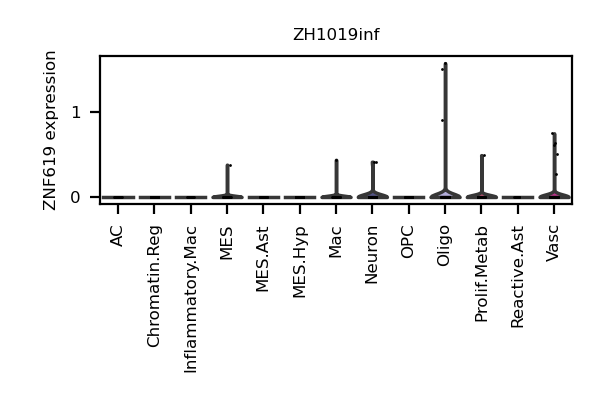 ZH1019inf
ZNF619 expression
1
0
AC
Chromatin.Reg
Inflammatory.Mac
MES
MES.Ast
MES.Hyp
Mac
Neuron
OPC
Oligo
Prolif.Metab
Reactive.Ast
Vasc